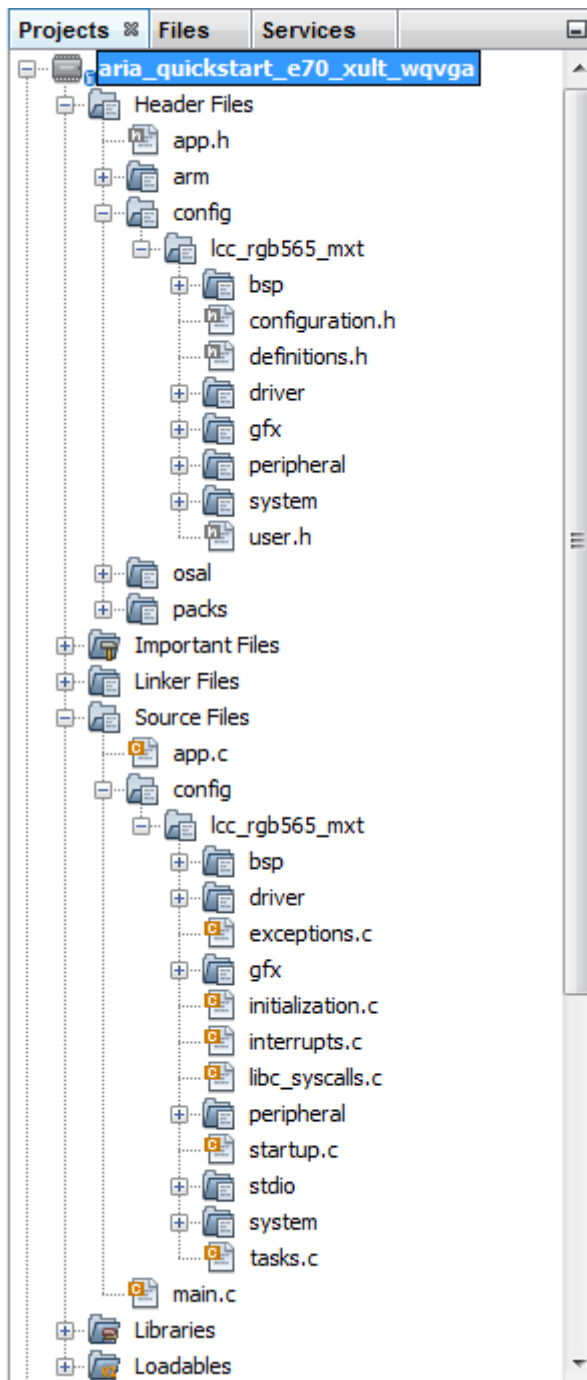 Projects Files Services
aria_quickstart_e70_xult_wqvga
Header Files
app.h
arm
config
lcc_rgb565_mxt
bsp
configuration.h
definitions.h
driver
gfx
peripheral
system
user.h
osal
packs
Important Files
Linker Files
Source Files
app.c
config
lcc_rgb565_mxt
bsp
driver
exceptions.c
gfx
initialization.c
interrupts.c
libc_syscalls.c
peripheral
startup.c
stdio
system
tasks.c
main.c
Libraries
Loadables